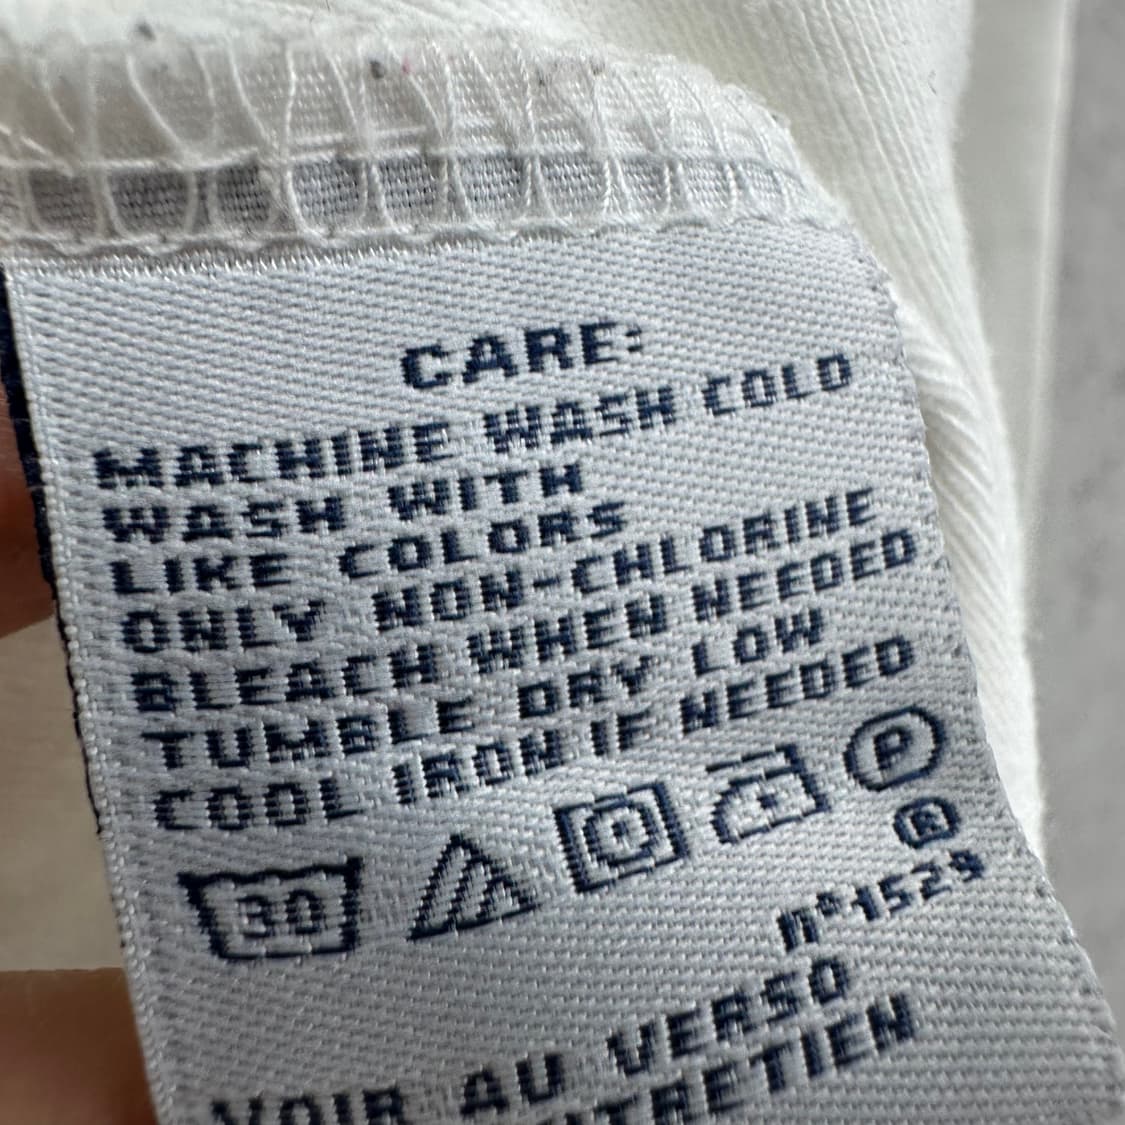 CARE:
MACHINE WASH COLD
WASH WITH
LIKE COLORS
ONLY NON-CHLORINE
BLEACH WHEN NEEDED
TUMBLE DRY LOW
COOL IRON IF NEEDED
30 P
®
n°1529
VOIR AU VERSO